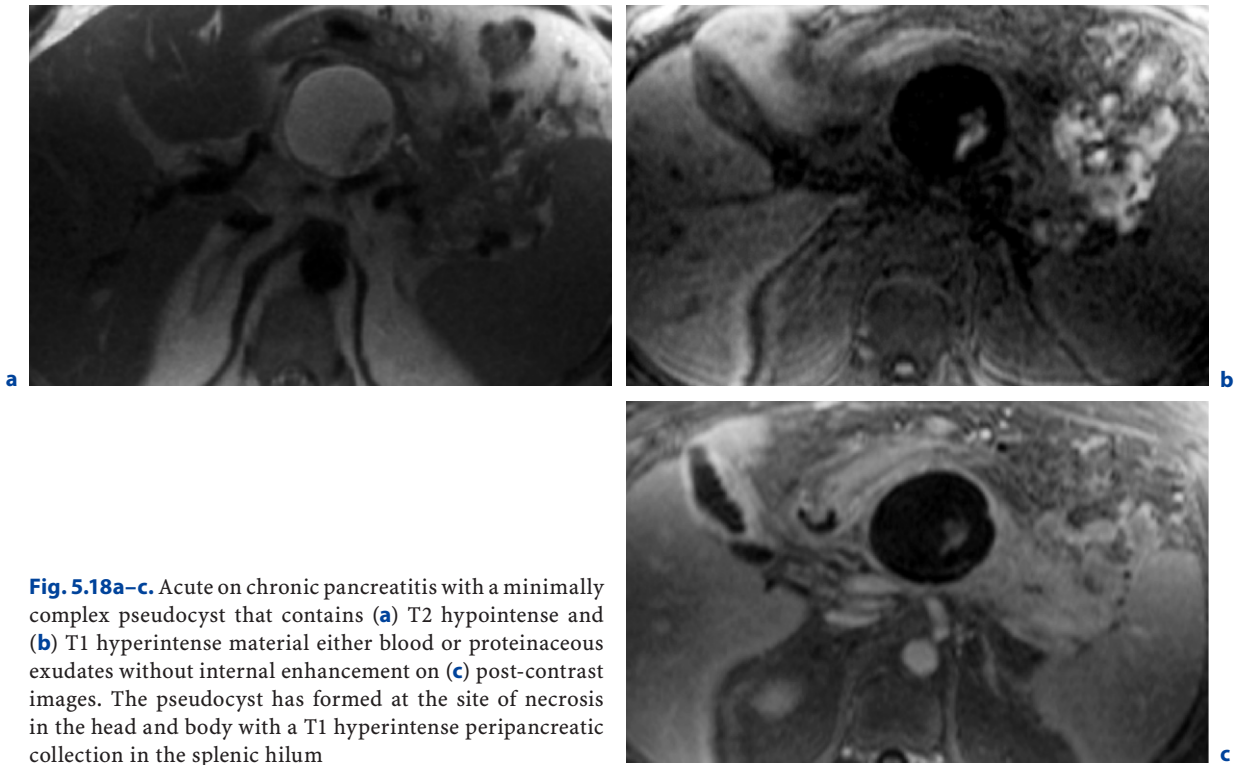 a
b
Fig. 5.18a–c. Acute on chronic pancreatitis with a minimally
complex pseudocyst that contains (a) T2 hypointense and
(b) T1 hyperintense material either blood or proteinaceous
exudates without internal enhancement on (c) post-contrast
images. The pseudocyst has formed at the site of necrosis
in the head and body with a T1 hyperintense peripancreatic
collection in the splenic hilum
c